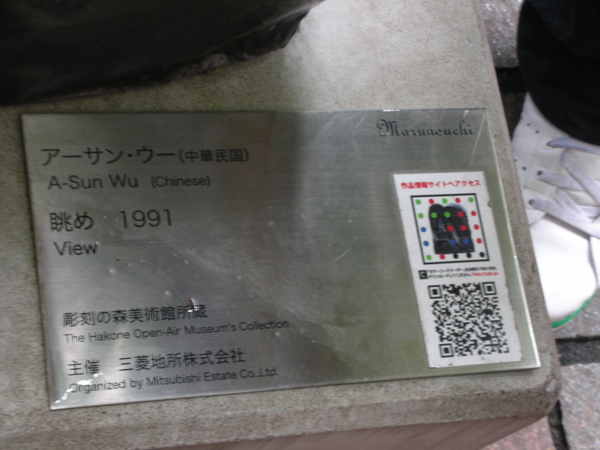 Marunouchi
アーサン・ウー(中華民国)
A-Sun Wu (Chinese)
眺め 1991
View
彫刻の森美術館所蔵
The Hakone Open-Air Museum's Collection
主催 三菱地所株式会社
Organized by Mitsubishi Estate Co.,Ltd.
作品情報サイトへアクセス